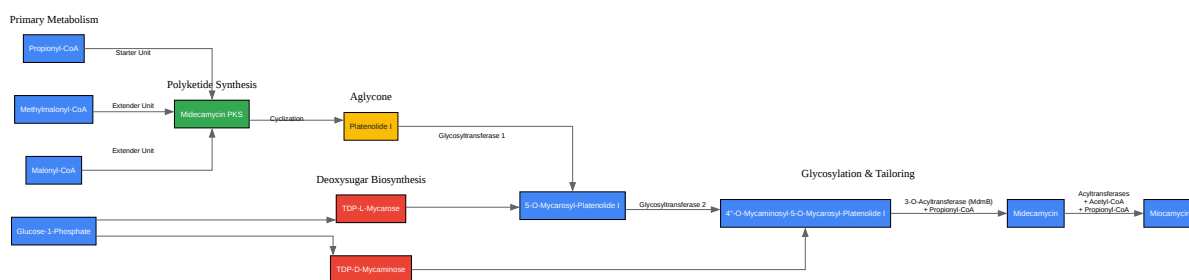 Primary Metabolism
Propionyl-CoA
Starter Unit
Polyketide Synthesis
Methylmalonyl-CoA
Extender Unit
Midecamycin PKS
Cyclization
Aglycone
Platenolide I
Glycosyltransferase 1
Extender Unit
Malonyl-CoA
Deoxysugar Biosynthesis
Glycosylation & Tailoring
TDP-L-Mycarose
5-O-Mycarosyl-Platenolide I
Glycosyltransferase 2
4"-O-Mycaminosyl-5-O-Mycarosyl-Platenolide I
3-O-Acyltransferase (MdmB)
+ Propionyl-CoA
Midecamycin
Acyltransferases
+ Acetyl-CoA
+ Propionyl-CoA
Miocamycin
Glucose-1-Phosphate
TDP-D-Mycaminose